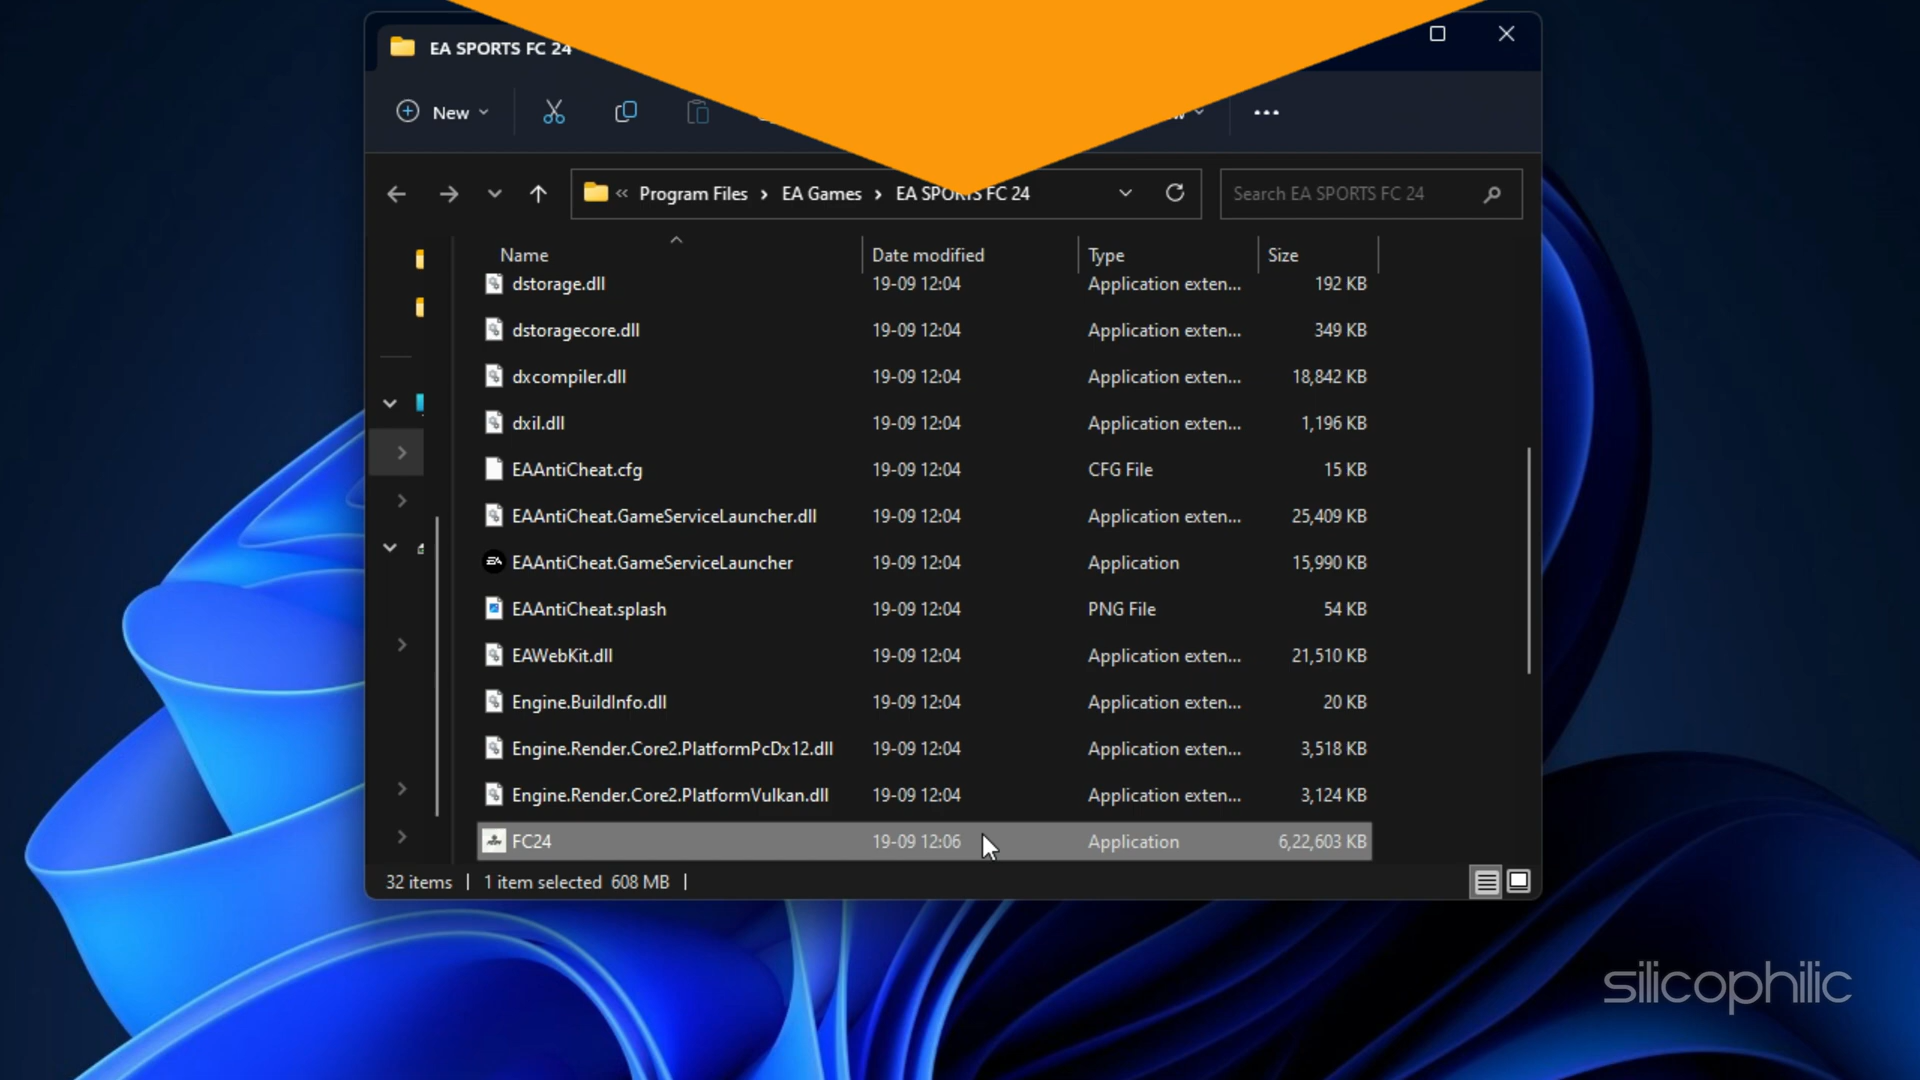 EA SPORTS FC 24
New
Program Files > EA Games > EA SPORTS FC 24
Search EA SPORTS FC 24
Name Date modified Type Size
dstorage.dll 19-09 12:04 Application exten... 192 KB
dstoragecore.dll 19-09 12:04 Application exten... 349 KB
dxcompiler.dll 19-09 12:04 Application exten... 18,842 KB
dxil.dll 19-09 12:04 Application exten... 1,196 KB
EAAntiCheat.cfg 19-09 12:04 CFG File 15 KB
EAAntiCheat.GameServiceLauncher.dll 19-09 12:04 Application exten... 25,409 KB
EAAntiCheat.GameServiceLauncher 19-09 12:04 Application 15,990 KB
EAAntiCheat.splash 19-09 12:04 PNG File 54 KB
EAWebKit.dll 19-09 12:04 Application exten... 21,510 KB
Engine.BuildInfo.dll 19-09 12:04 Application exten... 20 KB
Engine.Render.Core2.PlatformPcDx12.dll 19-09 12:04 Application exten... 3,518 KB
Engine.Render.Core2.PlatformVulkan.dll 19-09 12:04 Application exten... 3,124 KB
FC24 19-09 12:06 Application 6,22,603 KB
32 items | 1 item selected 608 MB |
silicophilic